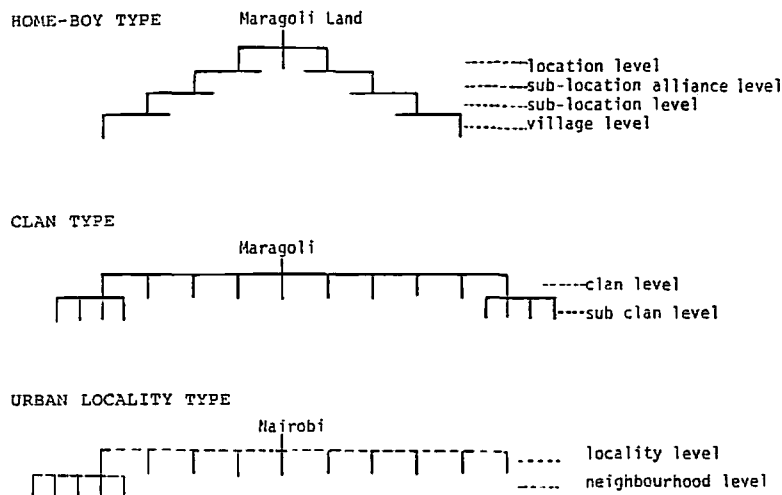 HOME-BOY TYPE
Maragoli Land
location level
sub-location alliance level
sub-location level
village level
CLAN TYPE
Maragoli
clan level
sub clan level
URBAN LOCALITY TYPE
Nairobi
locality level
neighbourhood level